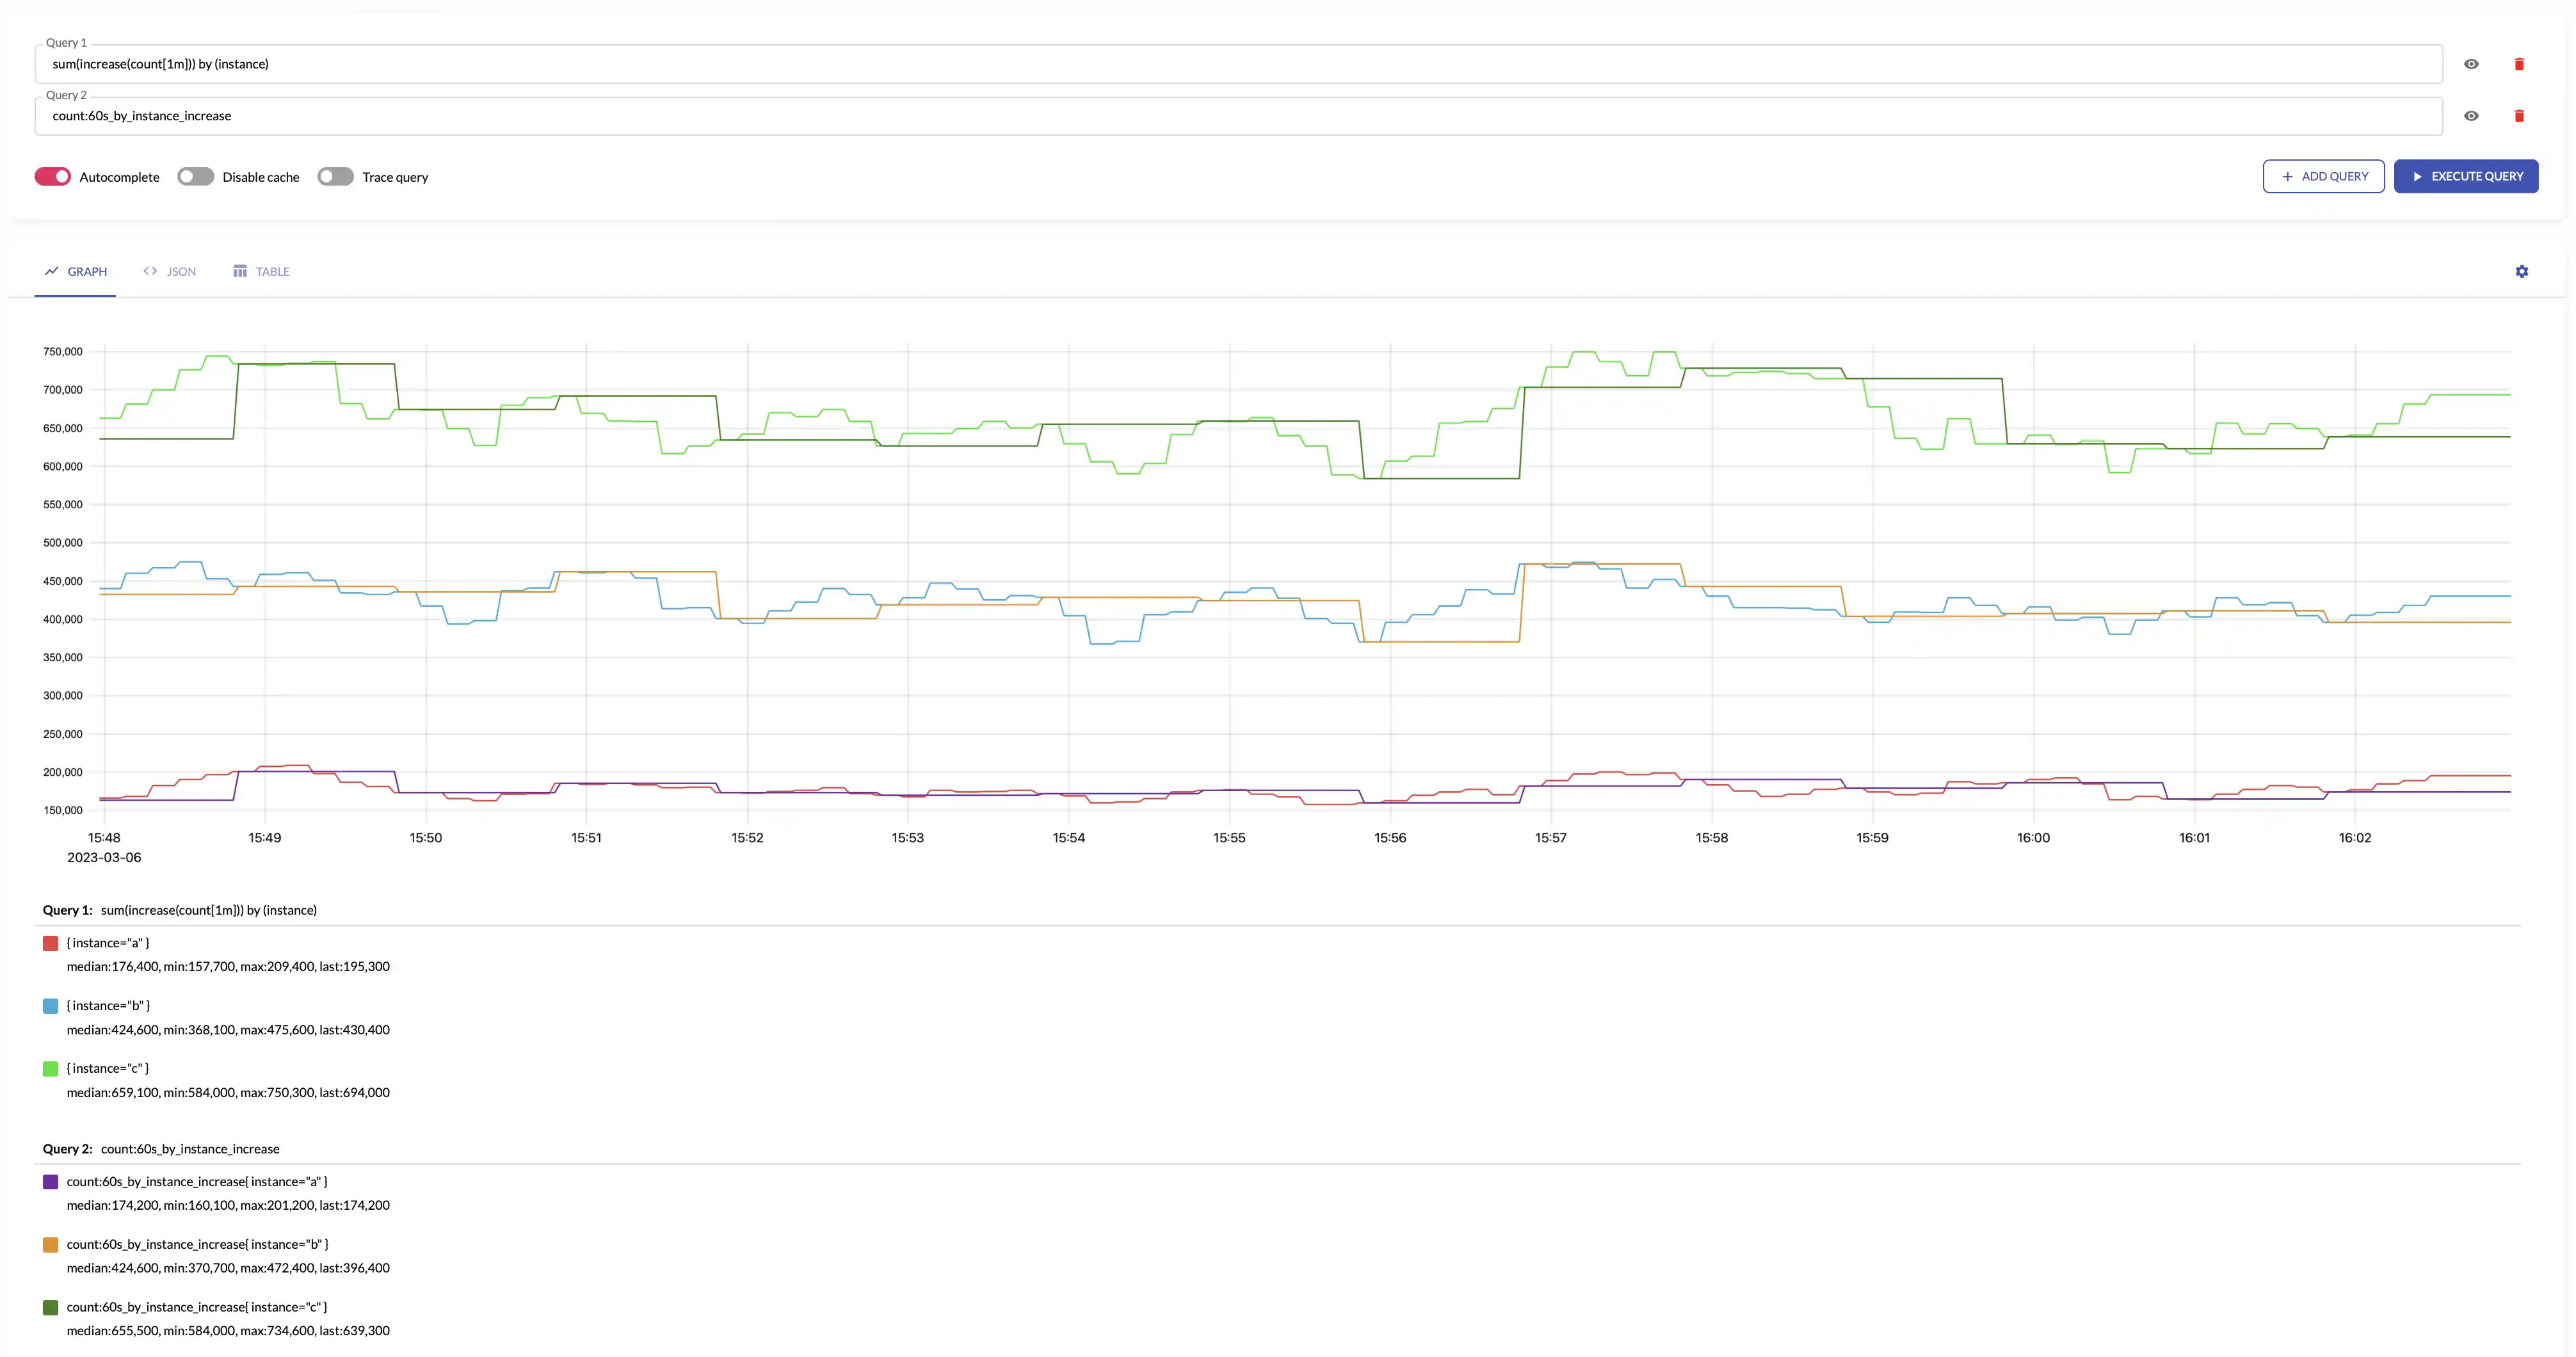 Query 1
sum(increase(count[1m])) by (instance)
Query 2
count:60s_by_instance_increase
Autocomplete Disable cache Trace query ADD QUERY EXECUTE QUERY
GRAPH JSON TABLE
750,000
700,000
650,000
600,000
550,000
500,000
450,000
400,000
350,000
300,000
250,000
200,000
150,000
15:48 15:49 15:50 15:51 15:52 15:53 15:54 15:55 15:56 15:57 15:58 15:59 16:00 16:01 16:02
2023-03-06
Query 1: sum(increase(count[1m])) by (instance)
{ instance="a" }
median:176,400, min:157,700, max:209,400, last:195,300
{ instance="b" }
median:424,600, min:368,100, max:475,600, last:430,400
{ instance="c" }
median:659,100, min:584,000, max:750,300, last:694,000
Query 2: count:60s_by_instance_increase
count:60s_by_instance_increase{ instance="a" }
median:174,200, min:160,100, max:201,200, last:174,200
count:60s_by_instance_increase{ instance="b" }
median:424,600, min:370,700, max:472,400, last:396,400
count:60s_by_instance_increase{ instance="c" }
median:655,500, min:584,000, max:734,600, last:639,300